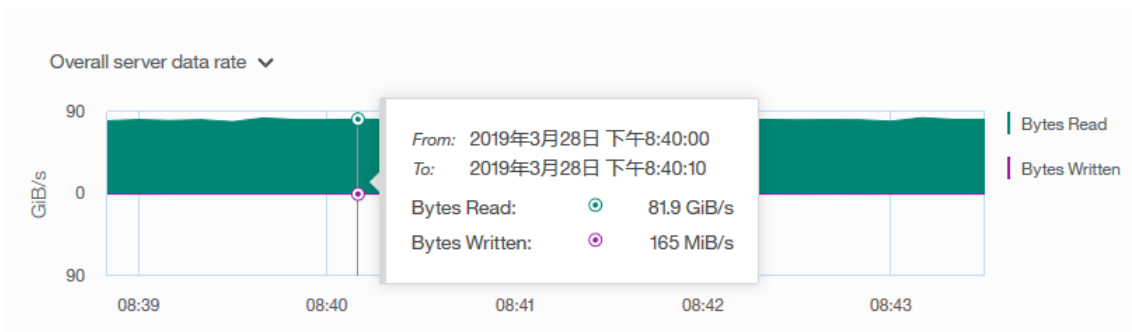 Overall server data rate
90
0
90
GiB/s
From: 2019年3月28日 下午8:40:00
To: 2019年3月28日 下午8:40:10
Bytes Read: 81.9 GiB/s
Bytes Written: 165 MiB/s
Bytes Read
Bytes Written
08:39 08:40 08:41 08:42 08:43